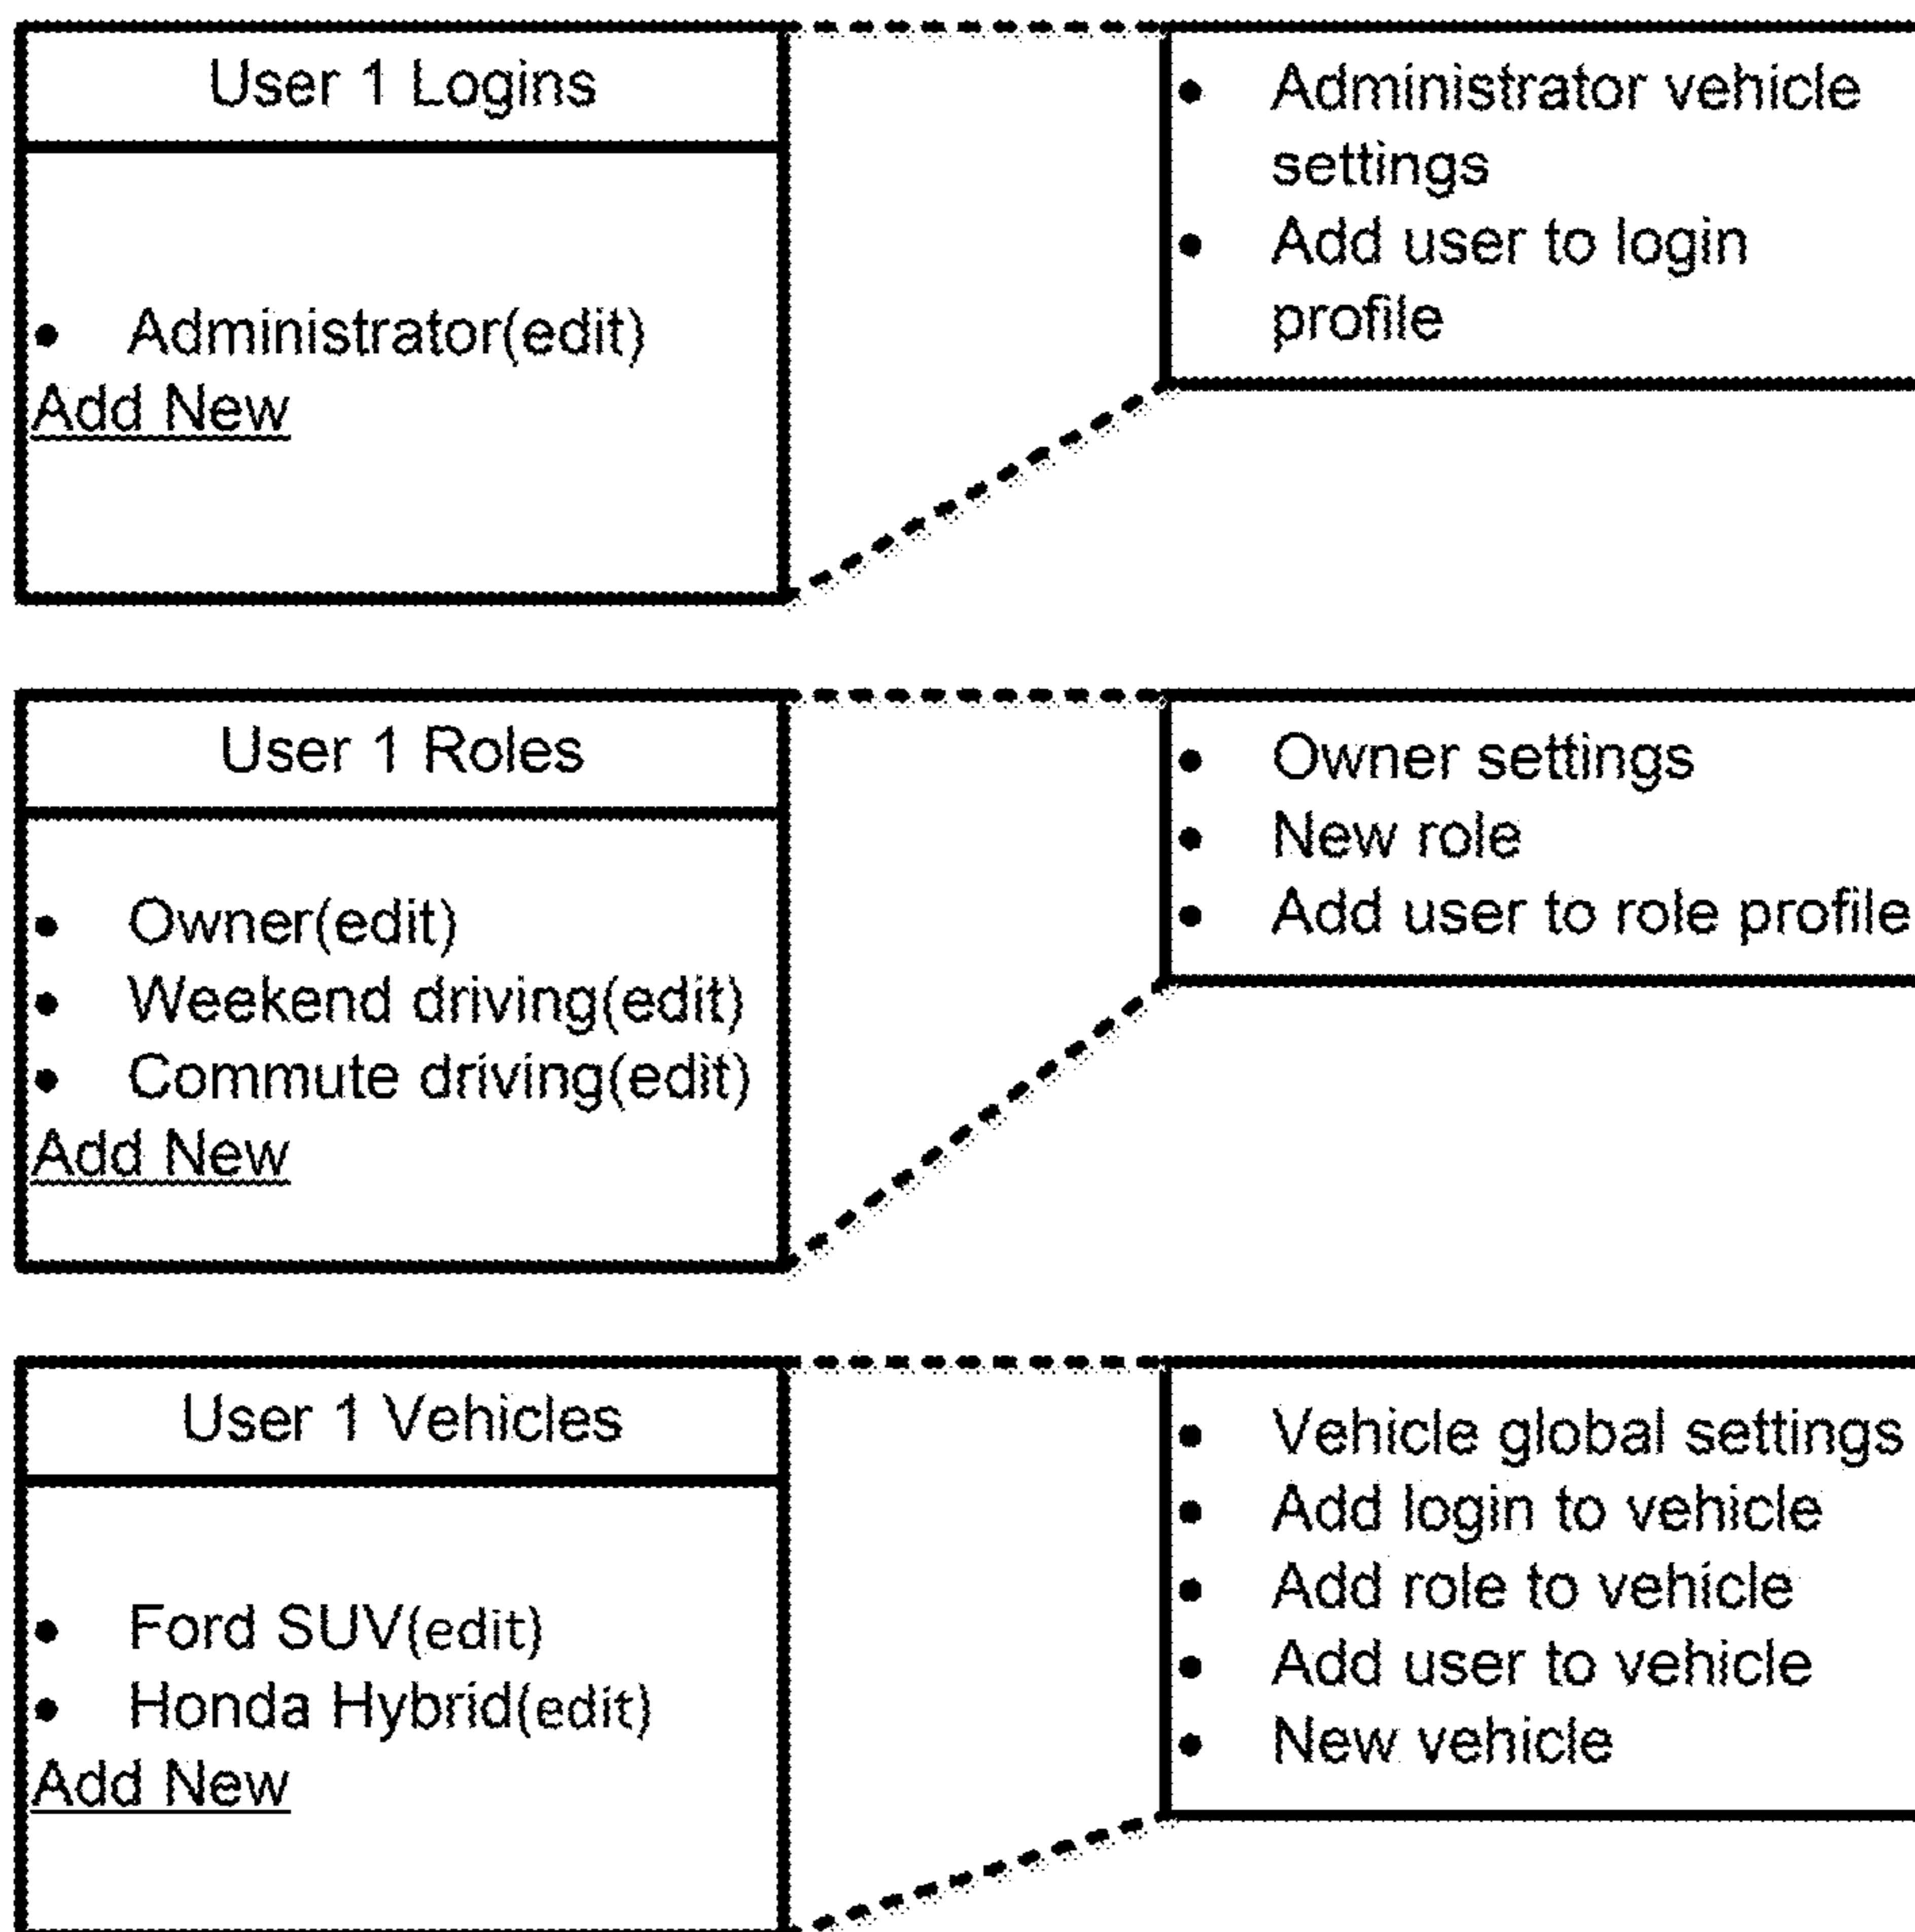 User 1 Logins
• Administrator(edit)
Add New
• Administrator vehicle
settings
• Add user to login
profile
User 1 Roles
• Owner(edit)
• Weekend driving(edit)
• Commute driving(edit)
Add New
• Owner settings
• New role
• Add user to role profile
User 1 Vehicles
• Ford SUV(edit)
• Honda Hybrid(edit)
Add New
• Vehicle global settings
• Add login to vehicle
• Add role to vehicle
• Add user to vehicle
• New vehicle